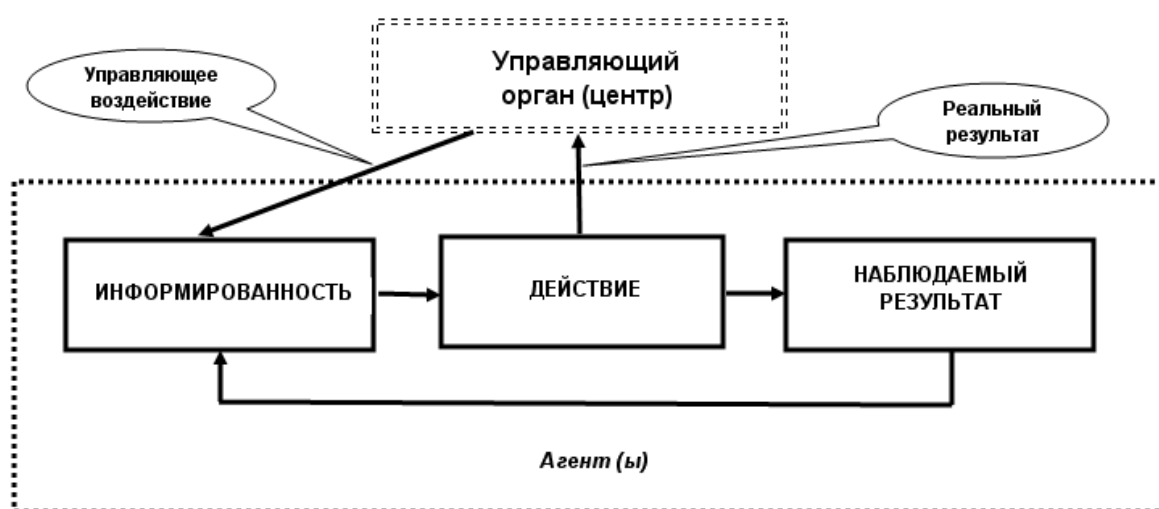 Управляющее
воздействие
Управляющий
орган (центр)
Реальный
результат
ИНФОРМИРОВАННОСТЬ
ДЕЙСТВИЕ
НАБЛЮДАЕМЫЙ
РЕЗУЛЬТАТ
Агент (ы)